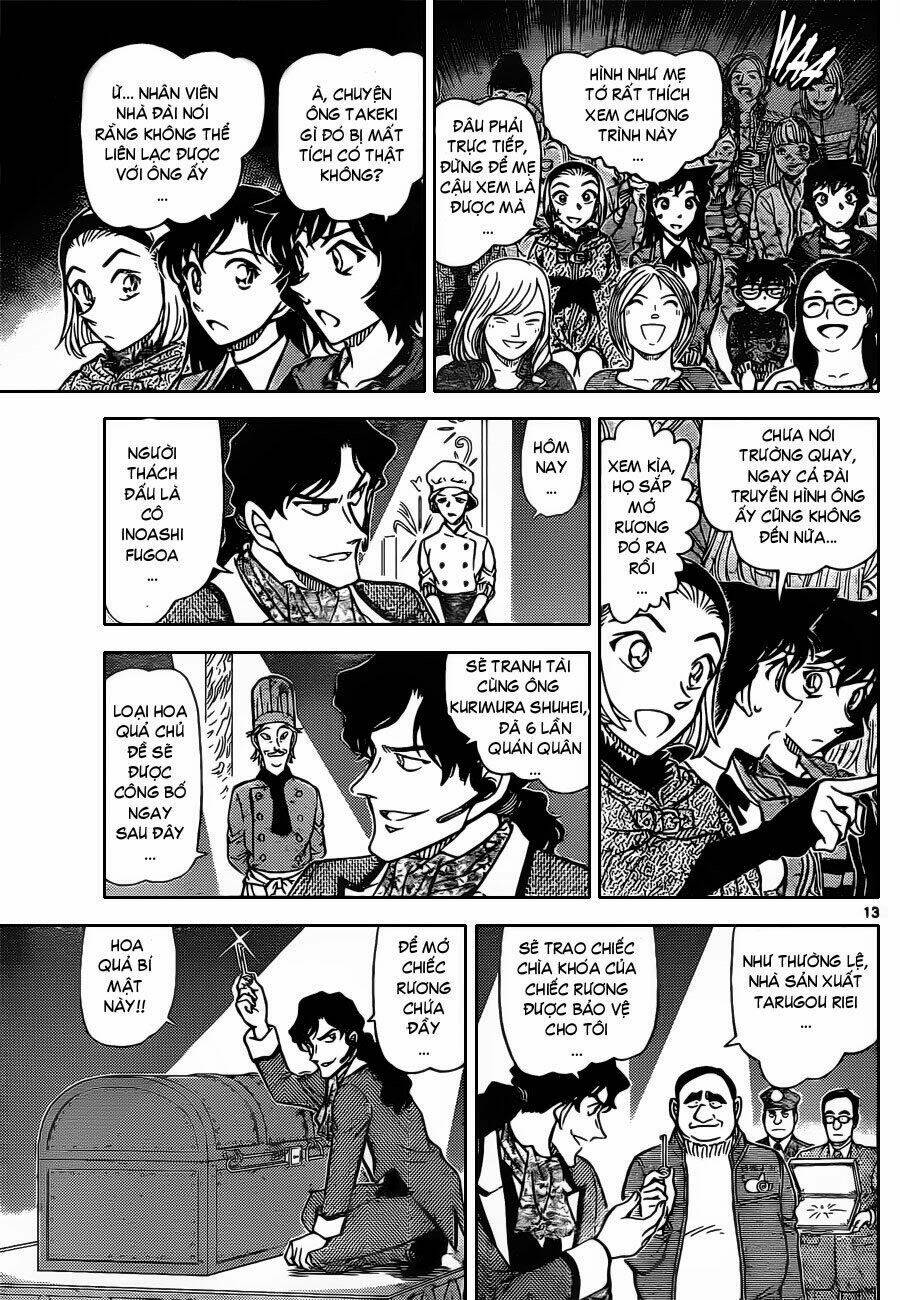 WAA
HÌNH NHƯ MẸ
TỚ RẤT THÍCH
XEM CHƯƠNG
TRÌNH NÀY
...
ĐÂU PHẢI
TRỰC TIẾP,
ĐỪNG ĐỂ MẸ
CẬU XEM LÀ
ĐƯỢC MÀ
...
À, CHUYỆN
ÔNG TAKEKI
GÌ ĐÓ BỊ MẤT
TÍCH CÓ THẬT
KHÔNG?
Ừ... NHÂN VIÊN
NHÀ ĐÀI NÓI
RẰNG KHÔNG THỂ
LIÊN LẠC ĐƯỢC
VỚI ÔNG ẤY
...
CHƯA NÓI
TRƯỜNG QUAY,
NGAY CẢ ĐÀI
TRUYỀN HÌNH ÔNG
ẤY CŨNG KHÔNG
ĐẾN NỮA...
XEM KÌA,
HỌ SẮP
MỞ
RƯƠNG
ĐÓ RA
RỒI
...
HÔM
NAY
...
NGƯỜI
THÁCH
ĐẤU LÀ
CÔ
INOASHI
FUGOA
...
SẼ TRANH TÀI
CÙNG ÔNG
KURIMURA SHUHEI,
ĐÃ 6 LẦN
QUÁN QUÂN
...
LOẠI HOA
QUẢ CHỦ
ĐỀ SẼ
ĐƯỢC
CÔNG BỐ
NGAY
SAU ĐÂY
...
13
NHƯ THƯỜNG LỆ,
NHÀ SẢN XUẤT
TARUGOU RIEI
...
SẼ TRAO CHIẾC
CHÌA KHÓA CỦA
CHIẾC RƯƠNG
ĐƯỢC BẢO VỆ
CHO TÔI
...
ĐỂ MỞ
CHIẾC
RƯƠNG
CHỨA
ĐẦY
...
HOA
QUẢ BÍ
MẬT
NÀY!!